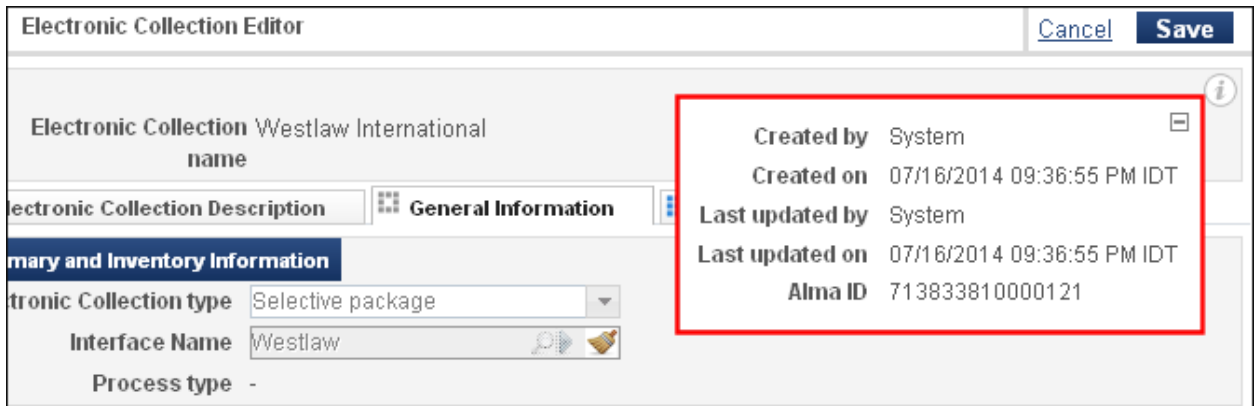 Electronic Collection Editor
Cancel Save
Electronic Collection Westlaw International
name
Created by System
Created on 07/16/2014 09:36:55 PM IDT
Last updated by System
Last updated on 07/16/2014 09:36:55 PM IDT
Alma ID 713833810000121
lectronic Collection Description General Information
mary and Inventory Information
tronic Collection type Selective package
Interface Name Westlaw
Process type -